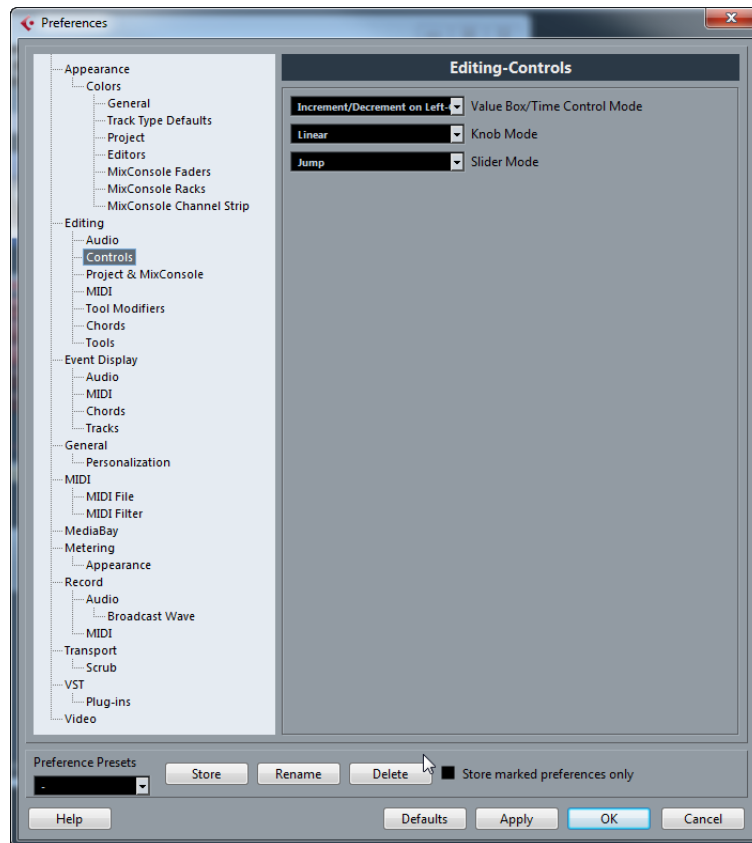 Preferences
Appearance
Colors
General
Track Type Defaults
Project
Editors
MixConsole Faders
MixConsole Racks
MixConsole Channel Strip
Editing
Audio
Controls
Project & MixConsole
MIDI
Tool Modifiers
Chords
Tools
Event Display
Audio
MIDI
Chords
Tracks
General
Personalization
MIDI
MIDI File
MIDI Filter
MediaBay
Metering
Appearance
Record
Audio
Broadcast Wave
MIDI
Transport
Scrub
VST
Plug-ins
Video
Editing-Controls
Increment/Decrement on Left- Value Box/Time Control Mode
Linear Knob Mode
Jump Slider Mode
Preference Presets
- Store Rename Delete Store marked preferences only
Help Defaults Apply OK Cancel